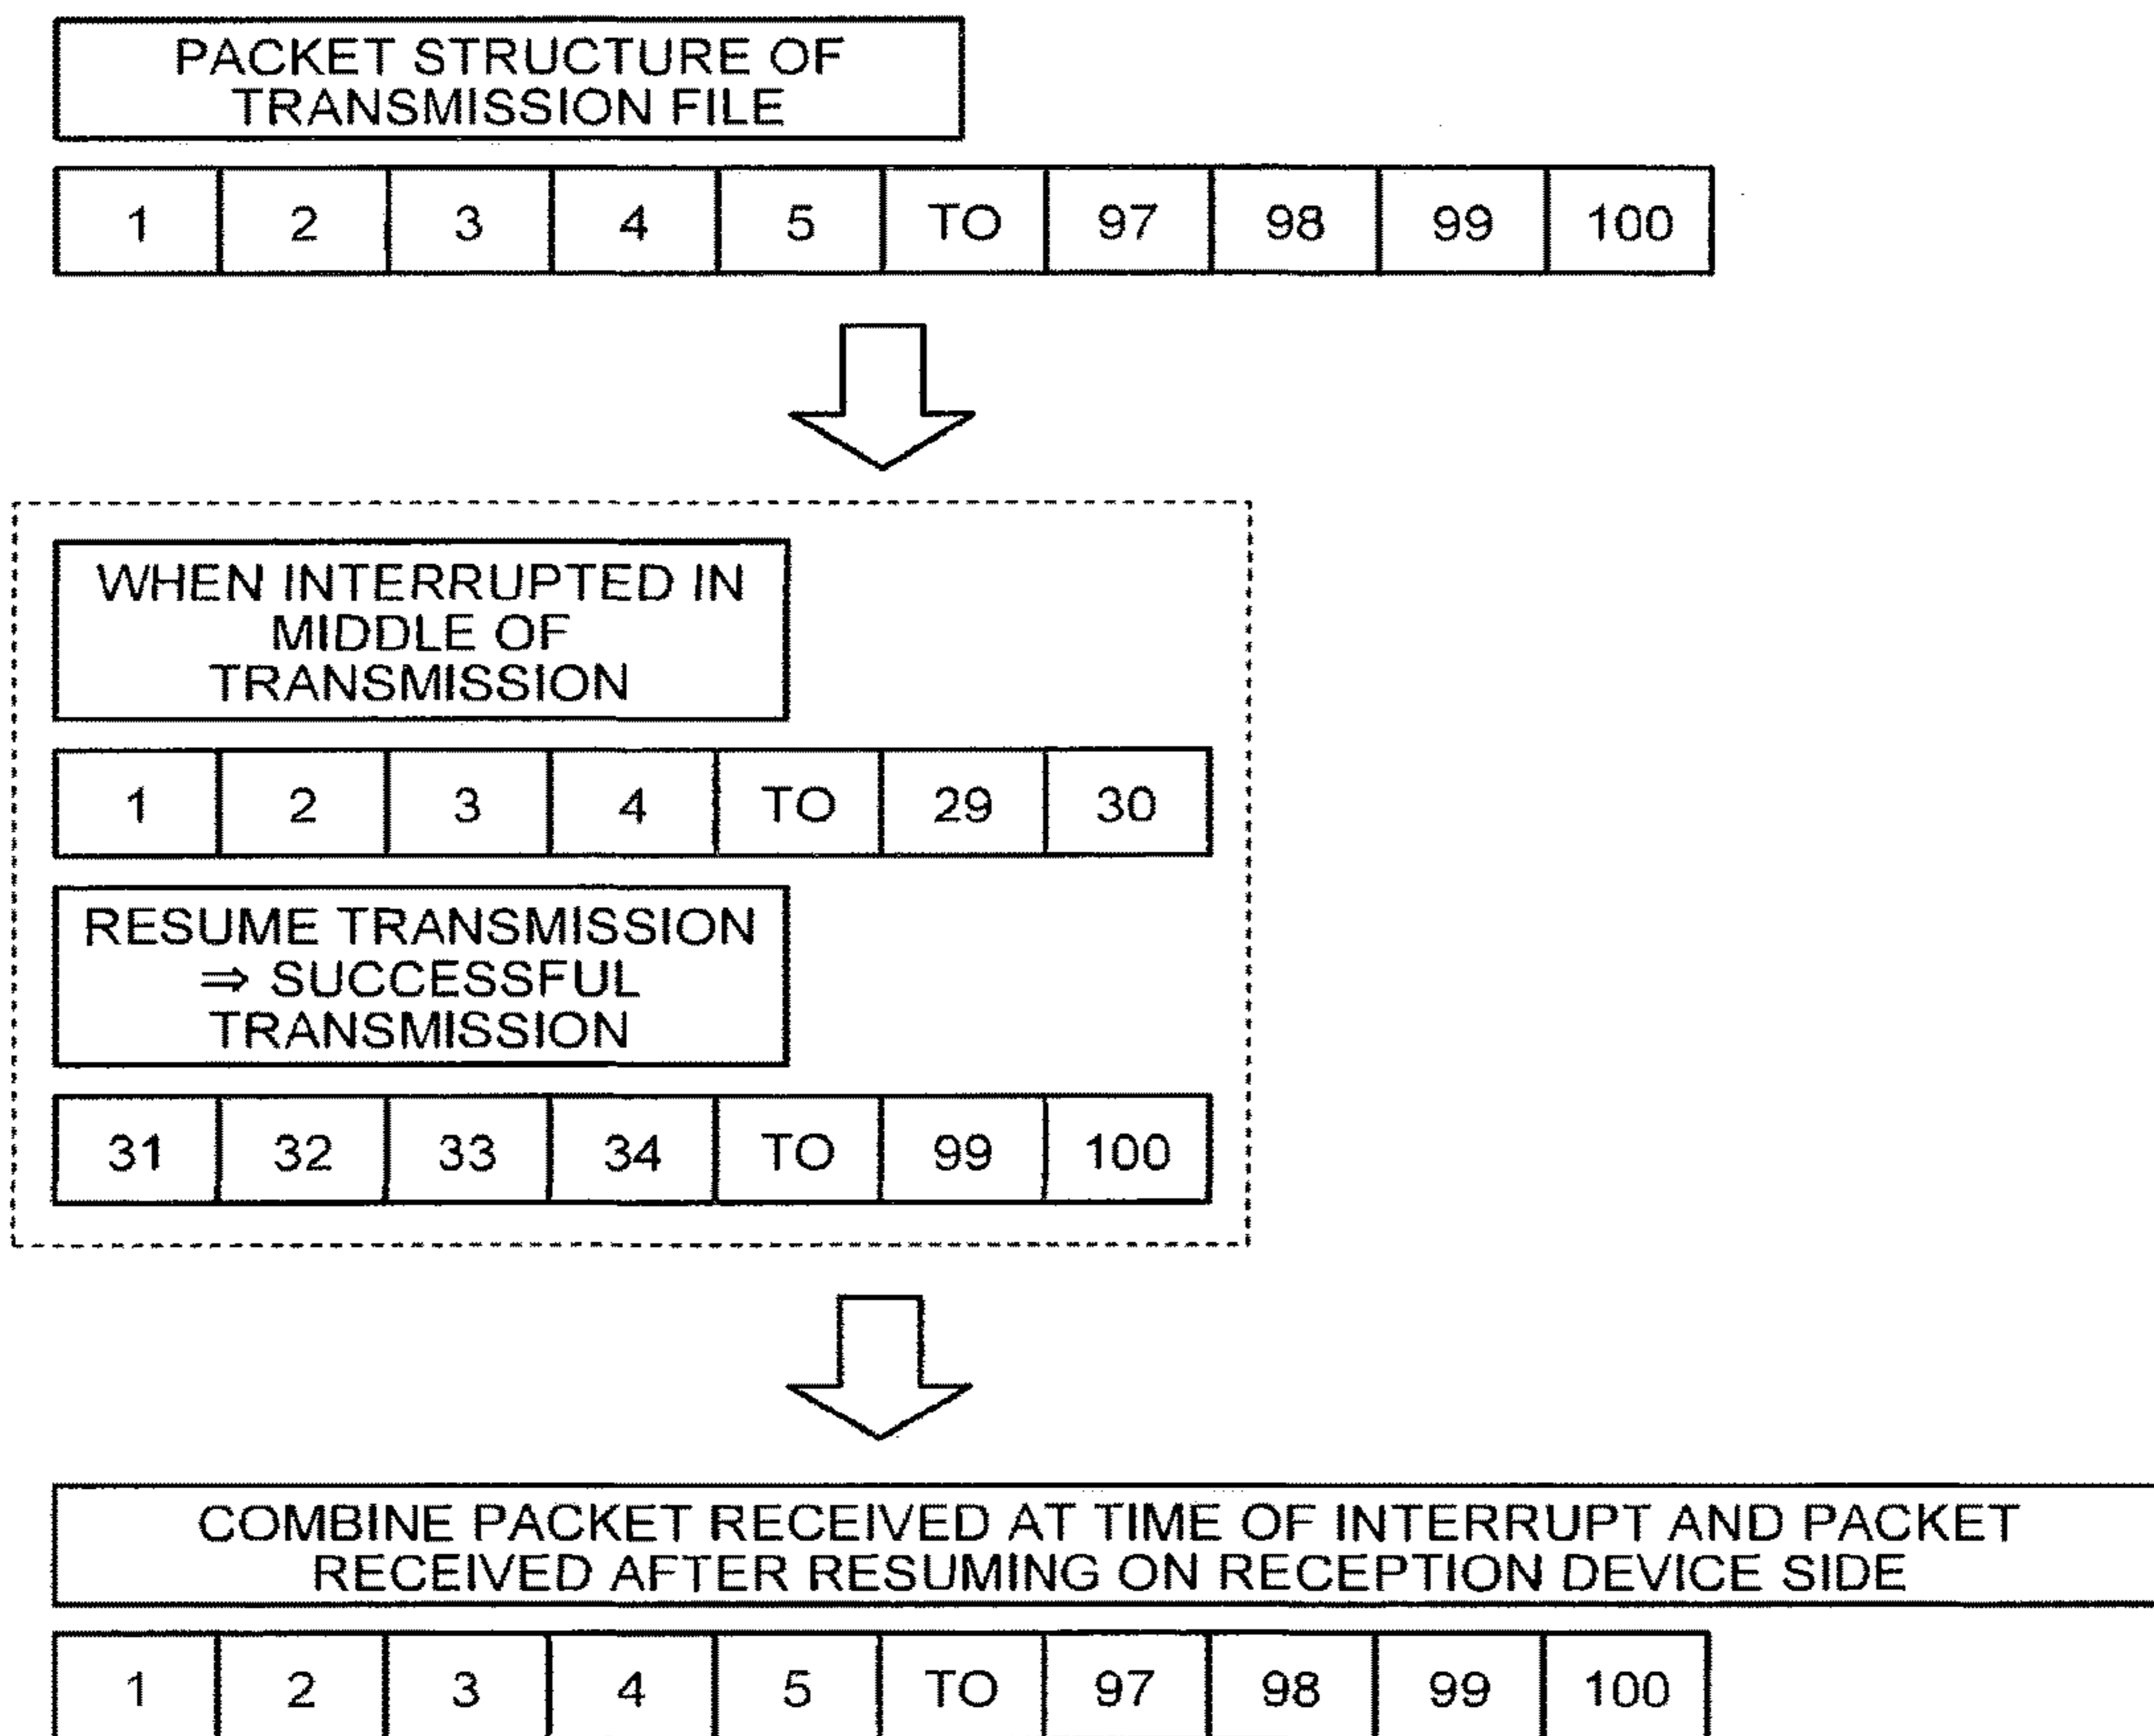 PACKET STRUCTURE OF
TRANSMISSION FILE
1 2 3 4 5 TO 97 98 99 100
WHEN INTERRUPTED IN
MIDDLE OF
TRANSMISSION
1 2 3 4 TO 29 30
RESUME TRANSMISSION
⇒ SUCCESSFUL
TRANSMISSION
31 32 33 34 TO 99 100
COMBINE PACKET RECEIVED AT TIME OF INTERRUPT AND PACKET
RECEIVED AFTER RESUMING ON RECEPTION DEVICE SIDE
1 2 3 4 5 TO 97 98 99 100